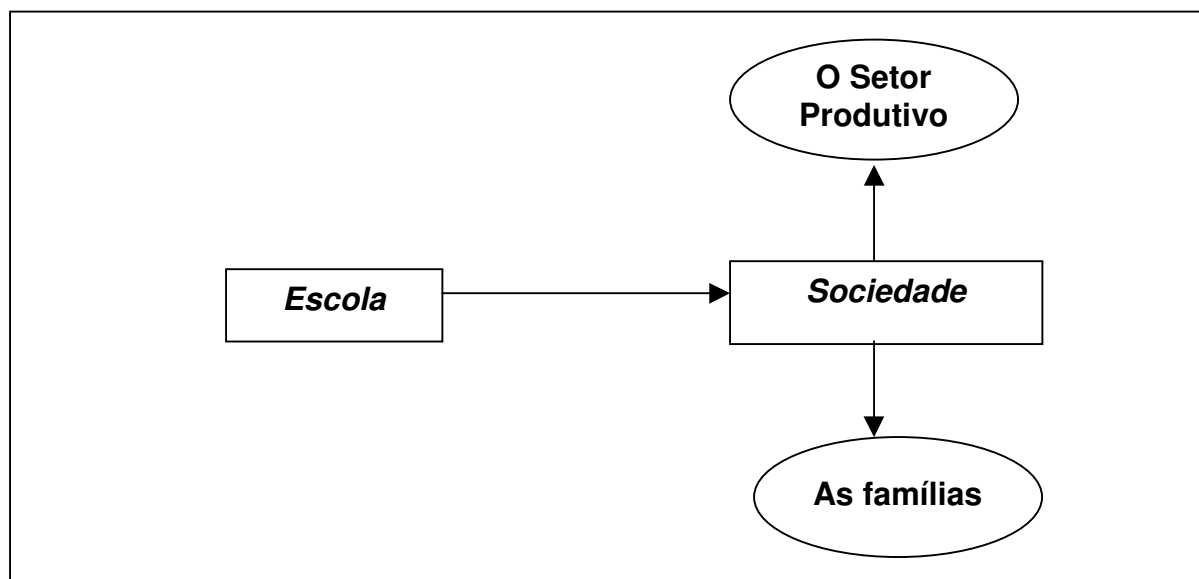 O Setor
Produtivo
Escola
Sociedade
As famílias